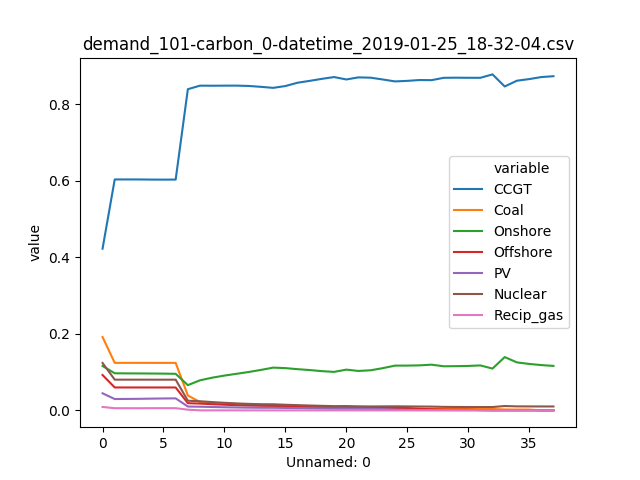 demand_101-carbon_0-datetime_2019-01-25_18-32-04.csv
0.8
0.6
0.4
0.2
0.0
value
variable
CCGT
Coal
Onshore
Offshore
PV
Nuclear
Recip_gas
0 5 10 15 20 25 30 35
Unnamed: 0